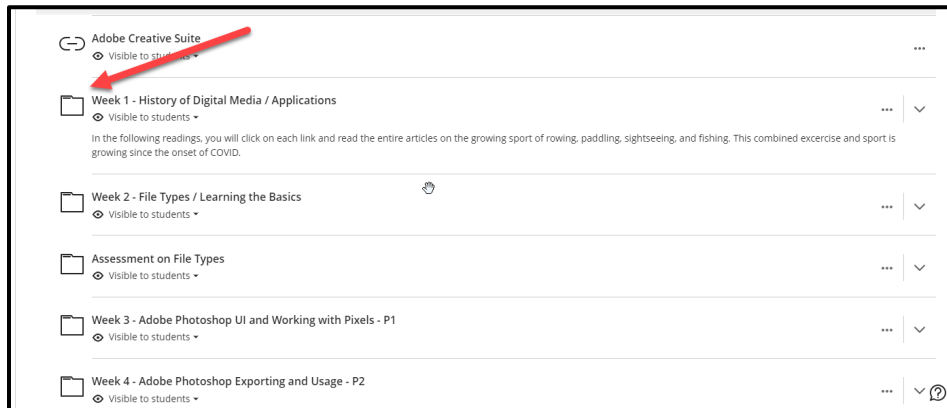 Adobe Creative Suite
Visible to students
Week 1 - History of Digital Media / Applications
Visible to students
In the following readings, you will click on each link and read the entire articles on the growing sport of rowing, paddling, sightseeing, and fishing. This combined excercise and sport is
growing since the onset of COVID.
Week 2 - File Types / Learning the Basics
Visible to students
Assessment on File Types
Visible to students
Week 3 - Adobe Photoshop UI and Working with Pixels - P1
Visible to students
Week 4 - Adobe Photoshop Exporting and Usage - P2
Visible to students